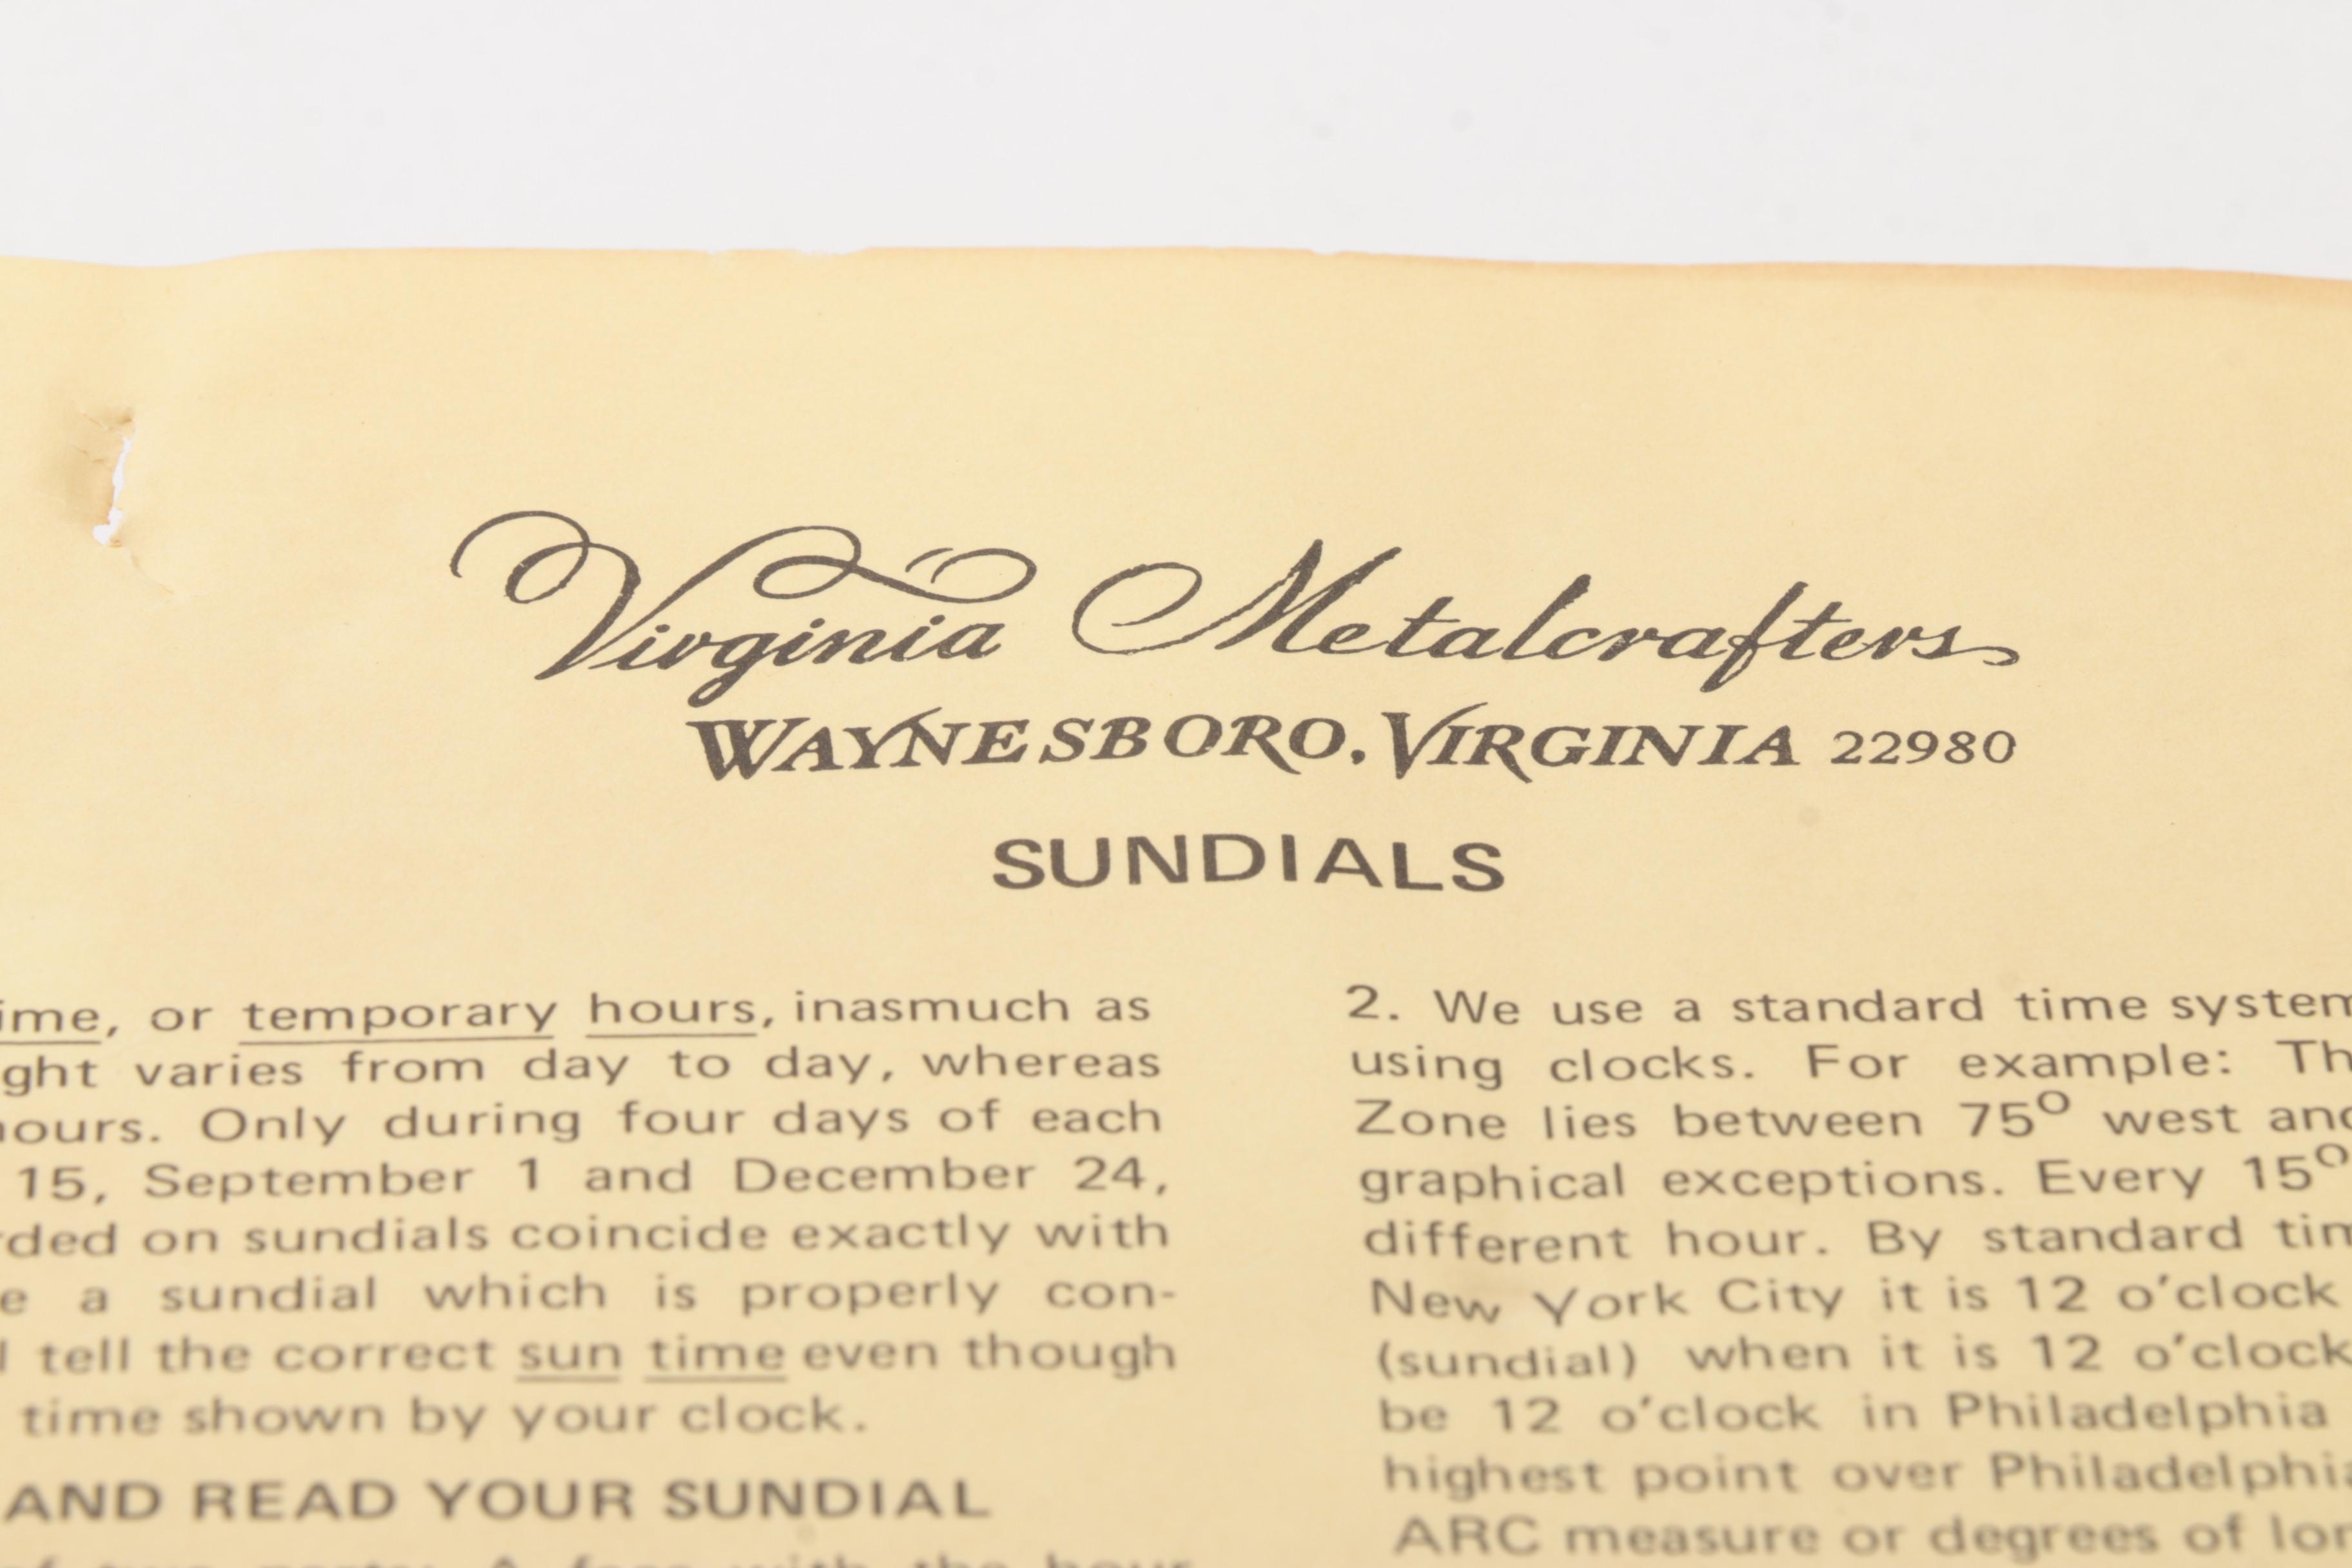 Virginia Metalcrafters
WAYNESBORO, VIRGINIA 22980
SUNDIALS
ime, or temporary hours, inasmuch as
ght varies from day to day, whereas
hours. Only during four days of each
15, September 1 and December 24,
rded on sundials coincide exactly with
e a sundial which is properly con-
l tell the correct sun time even though
time shown by your clock.
AND READ YOUR SUNDIAL
2. We use a standard time system
using clocks. For example: Th
Zone lies between 75° west and
graphical exceptions. Every 15°
different hour. By standard tim
New York City it is 12 o'clock
(sundial) when it is 12 o'clock
be 12 o'clock in Philadelphia
highest point over Philadelphia
ARC measure or degrees of lon